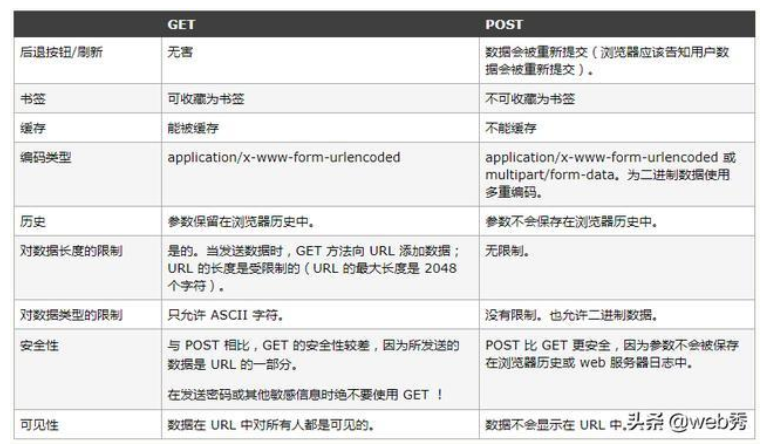 GET POST
后退按钮/刷新 无害 数据会被重新提交（浏览器应该告知用户数
据会被重新提交）。
书签 可收藏为书签 不可收藏为书签
缓存 能被缓存 不能缓存
编码类型 application/x-www-form-urlencoded application/x-www-form-urlencoded 或
multipart/form-data。为二进制数据使用
多重编码。
历史 参数保留在浏览器历史中。 参数不会保存在浏览器历史中。
对数据长度的限制 是的。当发送数据时，GET 方法向 URL 添加数据； 无限制。
URL 的长度是受限制的（URL 的最大长度是 2048
个字符）。
对数据类型的限制 只允许 ASCII 字符。 没有限制。也允许二进制数据。
安全性 与 POST 相比，GET 的安全性较差，因为所发送的 POST 比 GET 更安全，因为参数不会被保存
数据是 URL 的一部分。 在浏览器历史或 web 服务器日志中。
在发送密码或其他敏感信息时绝不要使用 GET ！
可见性 数据在 URL 中对所有人都是可见的。 数据不会显示在 URL 中。
头条 @web秀